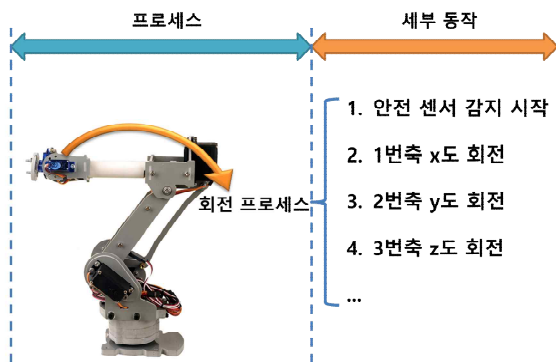 프로세스
세부 동작
회전 프로세스
1. 안전 센서 감지 시작
2. 1번축 x도 회전
3. 2번축 y도 회전
4. 3번축 z도 회전
...